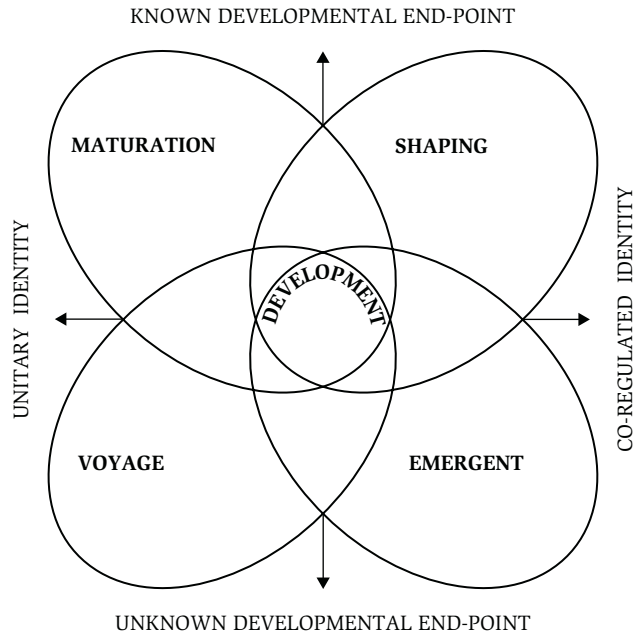 KNOWN DEVELOPMENTAL END-POINT
MATURATION
SHAPING
UNITARY IDENTITY
DEVELOPMENT
CO-REGULATED IDENTITY
VOYAGE
EMERGENT
UNKNOWN DEVELOPMENTAL END-POINT